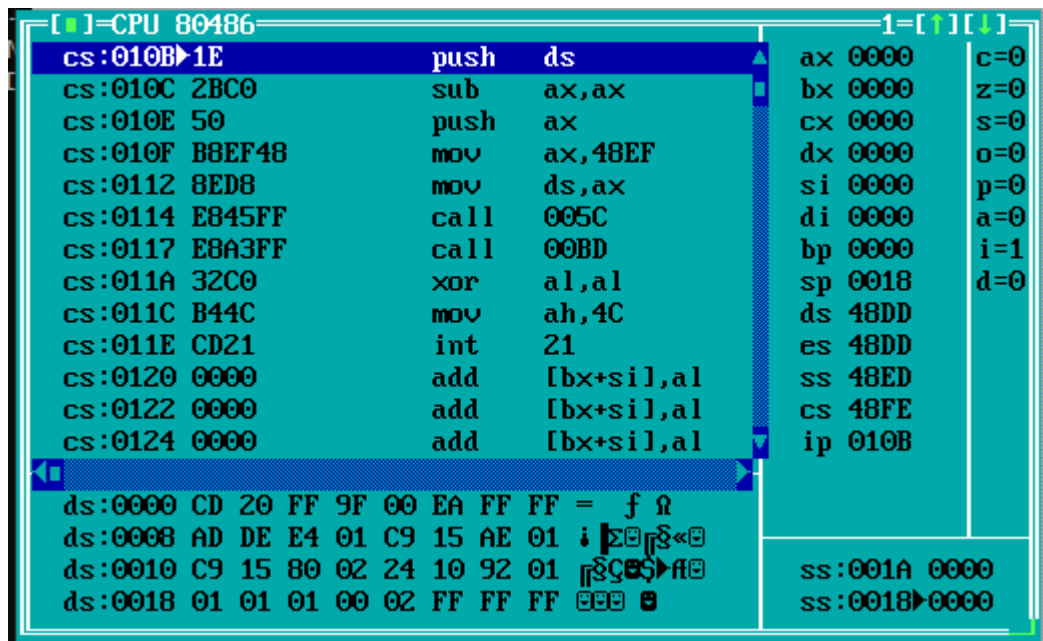 [■]=CPU 80486 1=[↑][↓]
cs:010B►1E push ds ax 0000 c=0
cs:010C 2BC0 sub ax,ax bx 0000 z=0
cs:010E 50 push ax cx 0000 s=0
cs:010F B8EF48 mov ax,48EF dx 0000 o=0
cs:0112 8ED8 mov ds,ax si 0000 p=0
cs:0114 E845FF call 005C di 0000 a=0
cs:0117 E8A3FF call 00BD bp 0000 i=1
cs:011A 32C0 xor al,al sp 0018 d=0
cs:011C B44C mov ah,4C ds 48DD
cs:011E CD21 int 21 es 48DD
cs:0120 0000 add [bx+si],al ss 48ED
cs:0122 0000 add [bx+si],al cs 48FE
cs:0124 0000 add [bx+si],al ip 010B
ds:0000 CD 20 FF 9F 00 EA FF FF = ƒ Ω
ds:0008 AD DE E4 01 C9 15 AE 01 ¡▐Σ☺╔§«☺
ds:0010 C9 15 80 02 24 10 92 01 ╔§Ç☻$►Æ☺ ss:001A 0000
ds:0018 01 01 01 00 02 FF FF FF ☺☺☺ ☻ ss:0018►0000